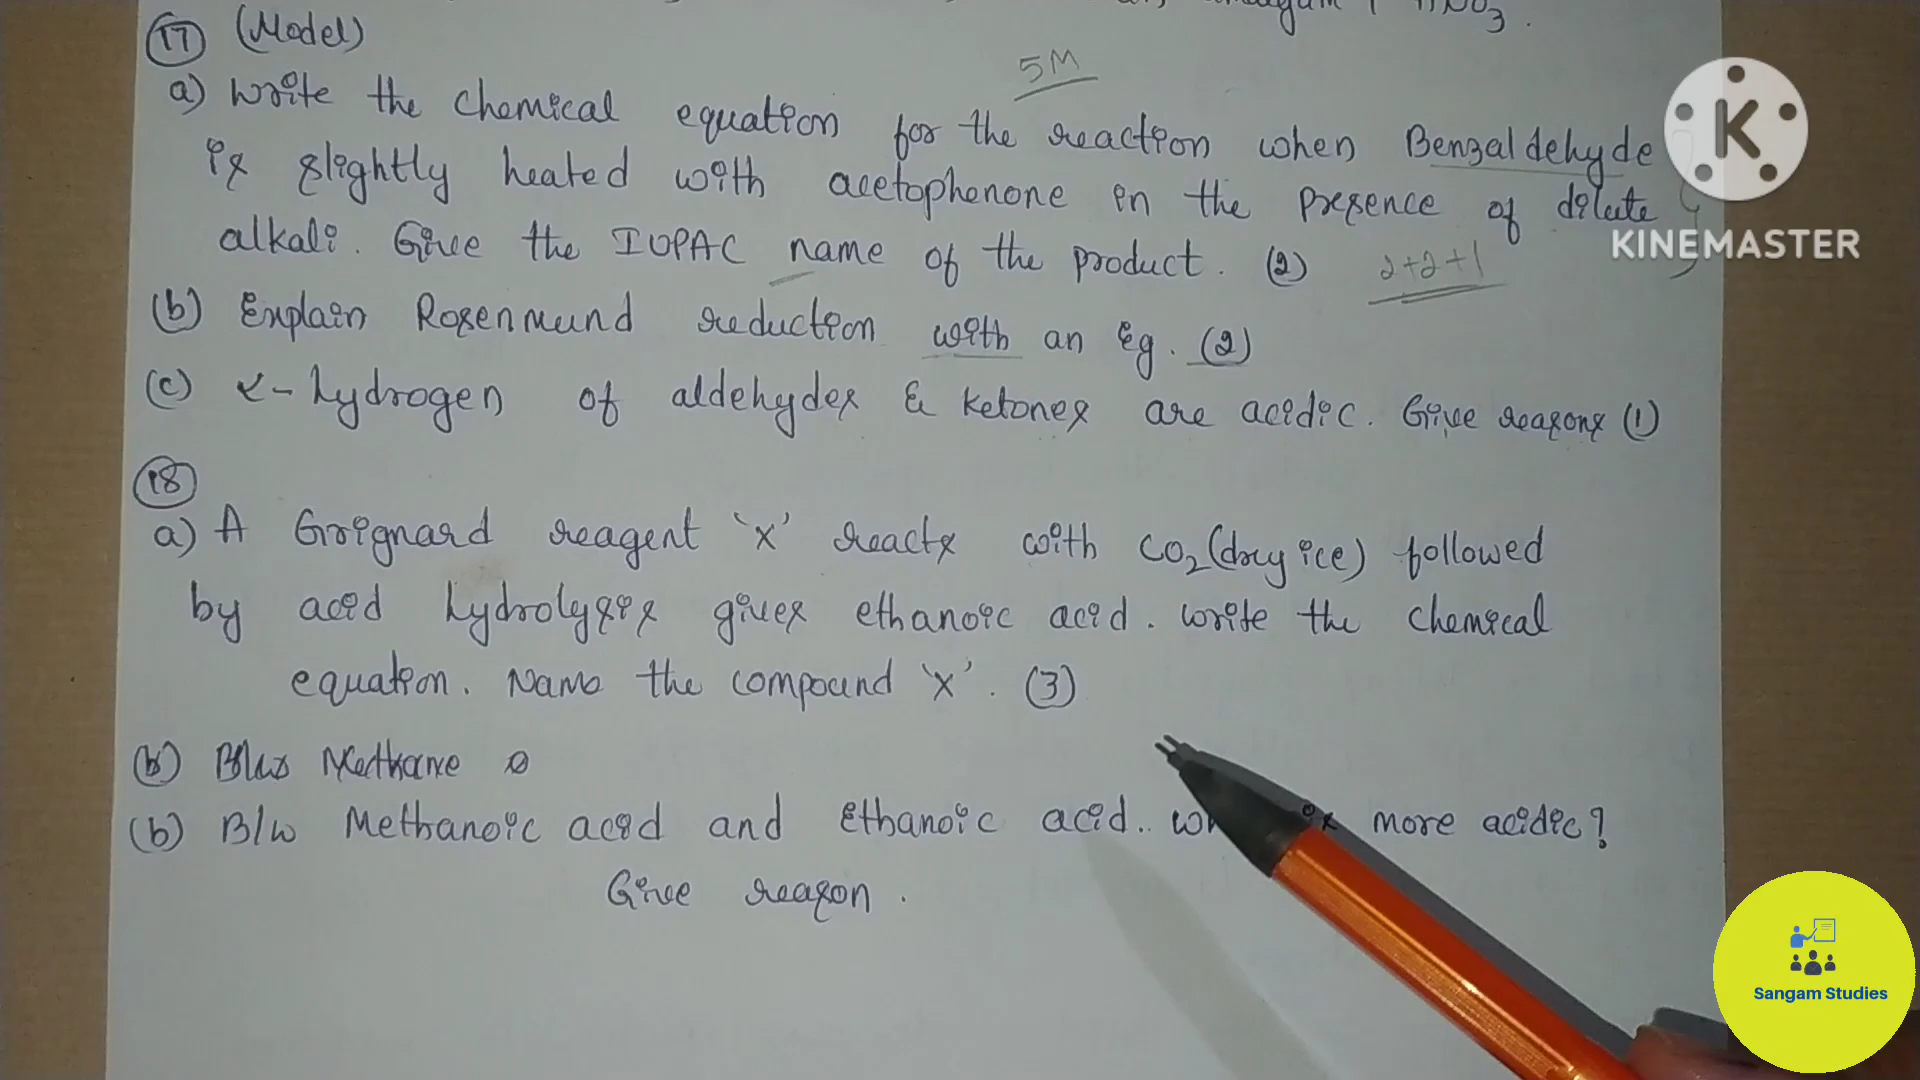 amalgam + HNO3.
17 (Model)
5M
a) Write the chemical equation for the reaction when Benzaldehyde
is slightly heated with acetophenone in the presence of dilute
alkali. Give the IUPAC name of the product. (2) 2+2+1
(b) Explain Rosenmund reduction with an Eg. (2)
(c) α-hydrogen of aldehydes & ketones are acidic. Give reasons (1)
18
a) A Grignard reagent 'X' reacts with CO2 (dry ice) followed
by acid hydrolysis gives ethanoic acid. Write the chemical
equation. Name the compound 'X'. (3)
(b) B/w Methane
(b) B/w Methanoic acid and Ethanoic acid.. more acidic?
Give reason.
K
KINEMASTER
Sangam Studies